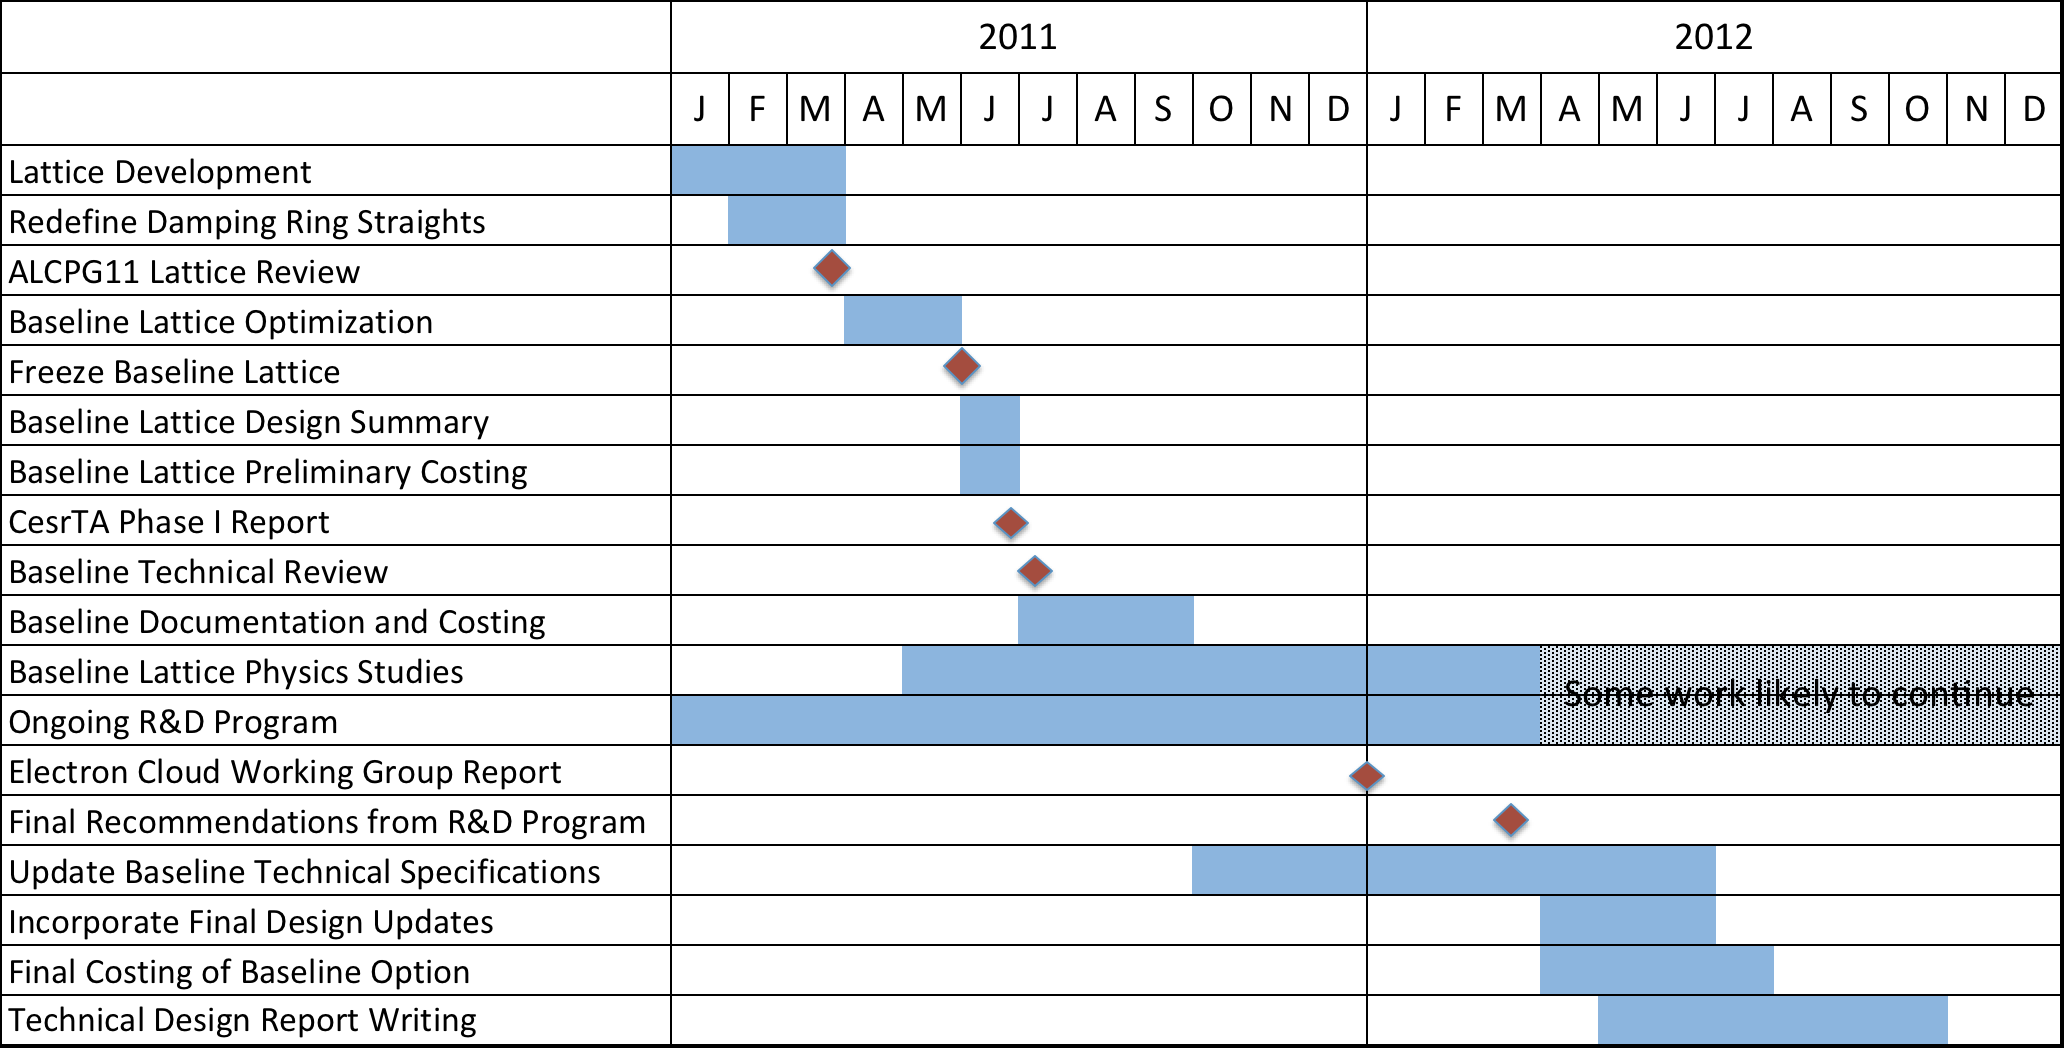 2011 2012
J F M A M J J A S O N D J F M A M J J A S O N D
Lattice Development
Redefine Damping Ring Straights
ALCPG11 Lattice Review
Baseline Lattice Optimization
Freeze Baseline Lattice
Baseline Lattice Design Summary
Baseline Lattice Preliminary Costing
CesrTA Phase I Report
Baseline Technical Review
Baseline Documentation and Costing
Baseline Lattice Physics Studies
Some work likely to continue
Ongoing R&D Program
Electron Cloud Working Group Report
Final Recommendations from R&D Program
Update Baseline Technical Specifications
Incorporate Final Design Updates
Final Costing of Baseline Option
Technical Design Report Writing